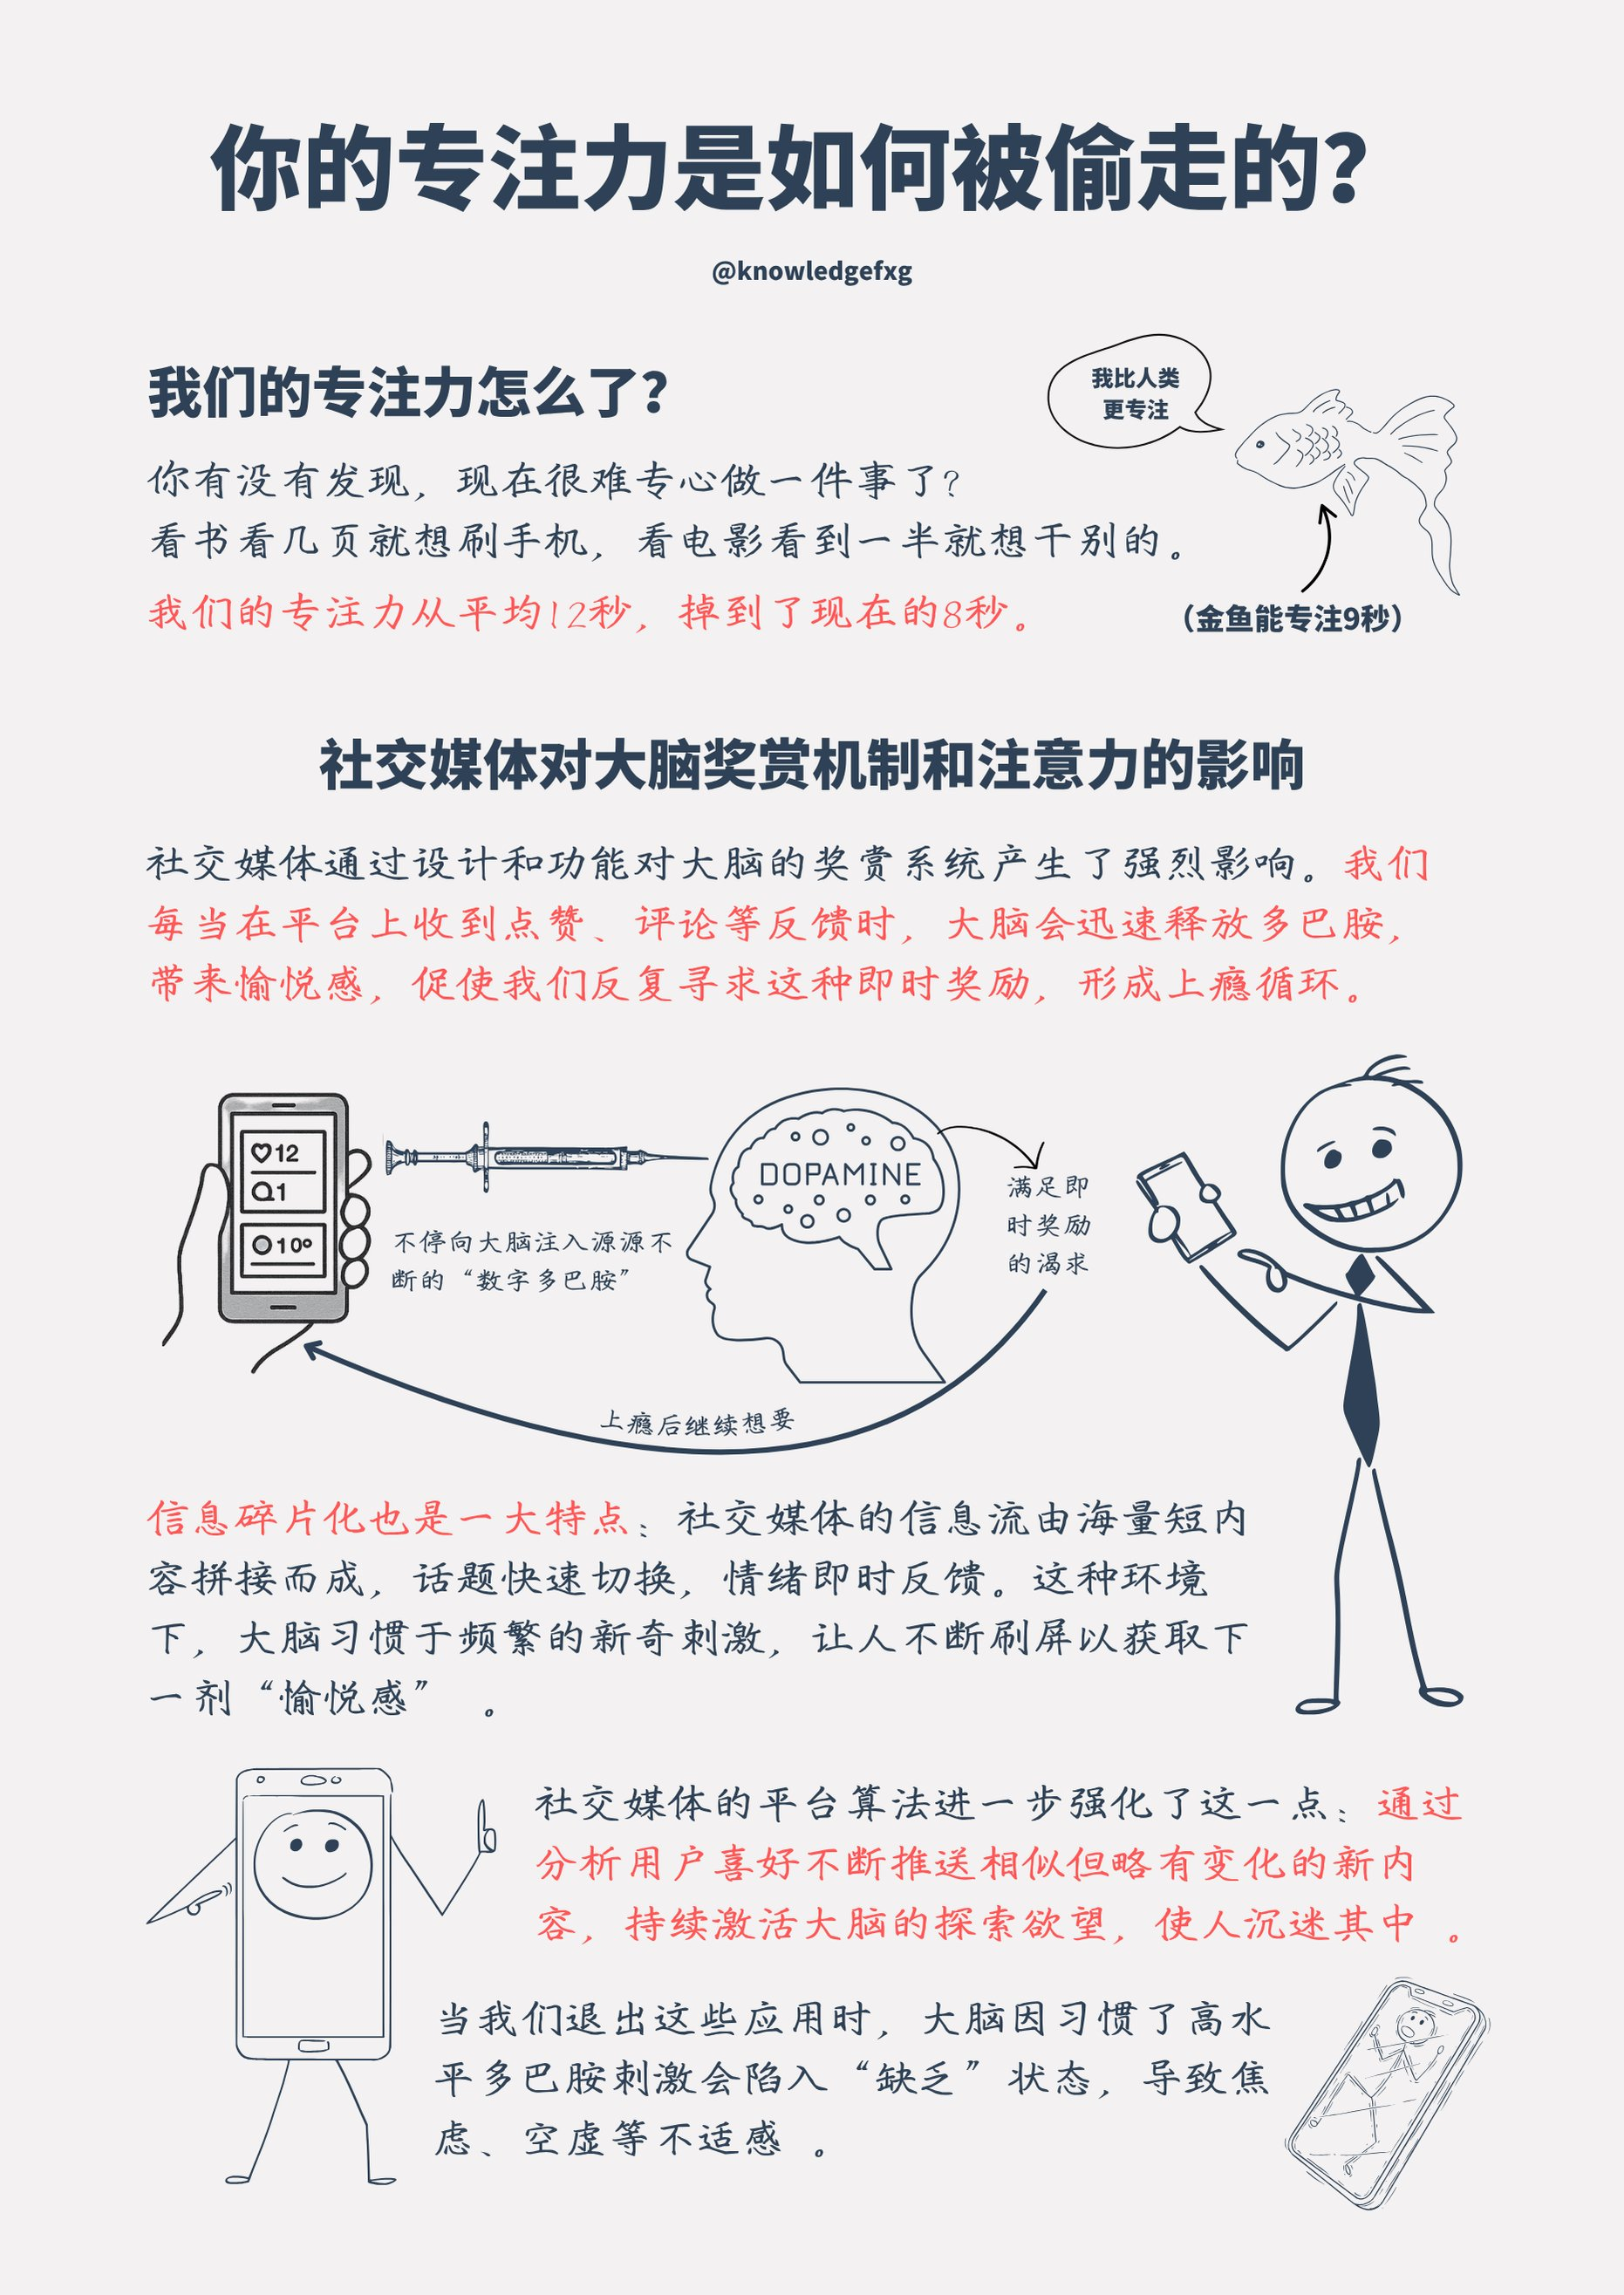 你的专注力是如何被偷走的？
@knowledgefxg
我们的专注力怎么了？
我比人类
更专注
你有没有发现，现在很难专心做一件事了？
看书看几页就想刷手机，看电影看到一半就想干别的。
我们的专注力从平均12秒，掉到了现在的8秒。
（金鱼能专注9秒）
社交媒体对大脑奖赏机制和注意力的影响
社交媒体通过设计和功能对大脑的奖赏系统产生了强烈影响。我们
每当在平台上收到点赞、评论等反馈时，大脑会迅速释放多巴胺，
带来愉悦感，促使我们反复寻求这种即时奖励，形成上瘾循环。
12
1
10º
不停向大脑注入源源不
断的“数字多巴胺”
DOPAMINE
满足即
时奖励
的渴求
上瘾后继续想要
信息碎片化也是一大特点：社交媒体的信息流由海量短内
容拼接而成，话题快速切换，情绪即时反馈。这种环境
下，大脑习惯于频繁的新奇刺激，让人不断刷屏以获取下
一剂“愉悦感” 。
社交媒体的平台算法进一步强化了这一点：通过
分析用户喜好不断推送相似但略有变化的新内
容，持续激活大脑的探索欲望，使人沉迷其中 。
当我们退出这些应用时，大脑因习惯了高水
平多巴胺刺激会陷入“缺乏”状态，导致焦
虑、空虚等不适感 。